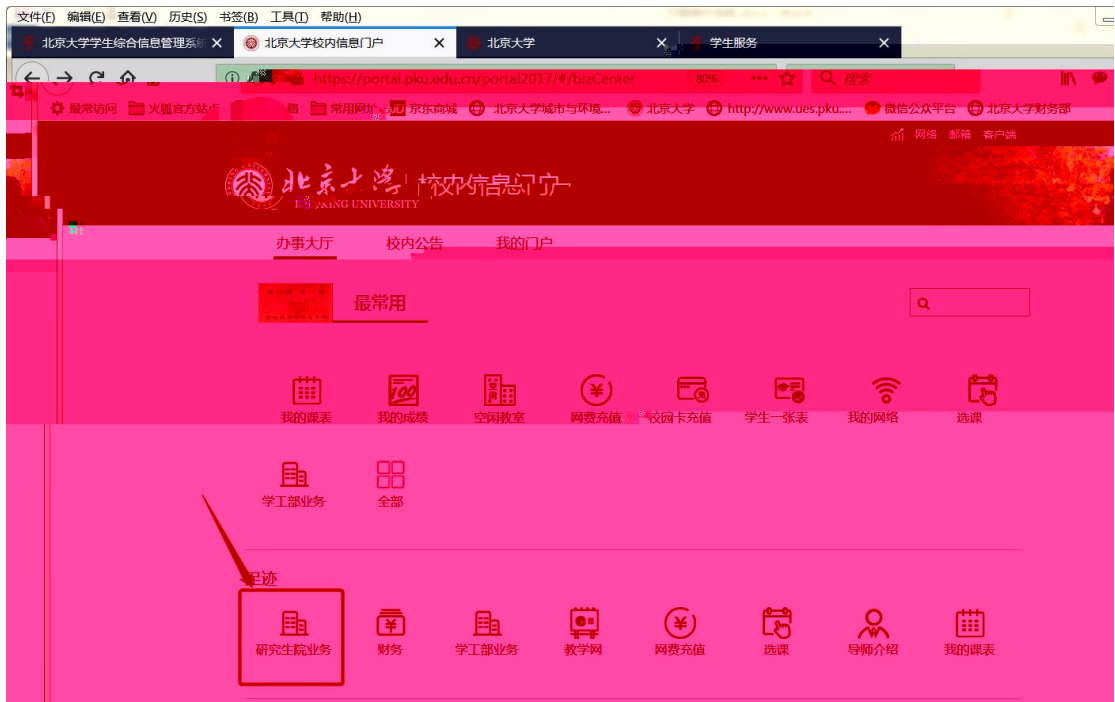 文件(F) 编辑(E) 查看(V) 历史(S) 书签(B) 工具(T) 帮助(H)
北京大学学生综合信息管理系统 北京大学校内信息门户 北京大学 学生服务
https://portal.pku.edu.cn/portal2017/#/bizCenter 80% 搜索
最常访问 火狐官方站点 常用网址 京东商城 北京大学城市与环境... 北京大学 http://www.ues.pku.... 微信公众平台 北京大学财务部
网络 邮箱 客户端
北京大学 校内信息门户
UNIVERSITY
办事大厅 校内公告 我的门户
最常用
我的课表 我的成绩 空闲教室 网费充值 校园卡充值 学生一张表 我的网络 选课
学工部业务 全部
足迹
研究生院业务 财务 学工部业务 教学网 网费充值 选课 导师介绍 我的课表